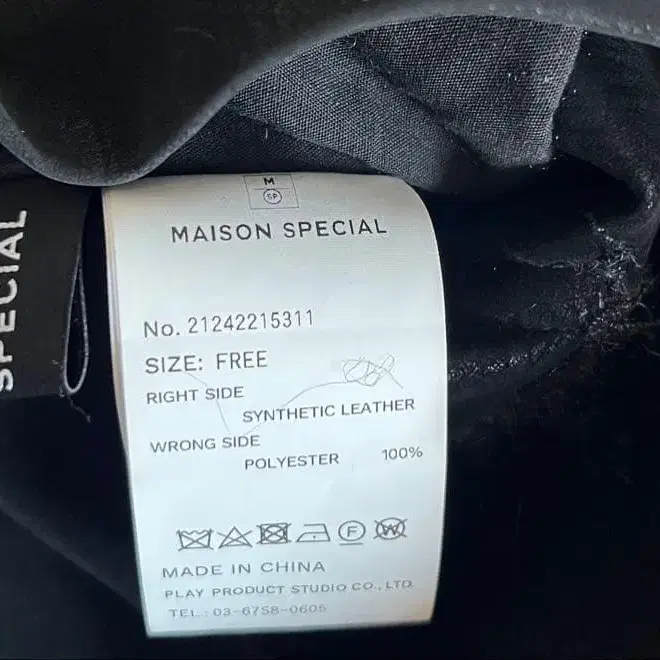 M
SP
MAISON SPECIAL
No. 21242215311
SIZE: FREE
RIGHT SIDE
SYNTHETIC LEATHER
WRONG SIDE
POLYESTER 100%
F W
MADE IN CHINA
PLAY PRODUCT STUDIO CO., LTD.
TEL : 03-6758-0605
SPECIAL